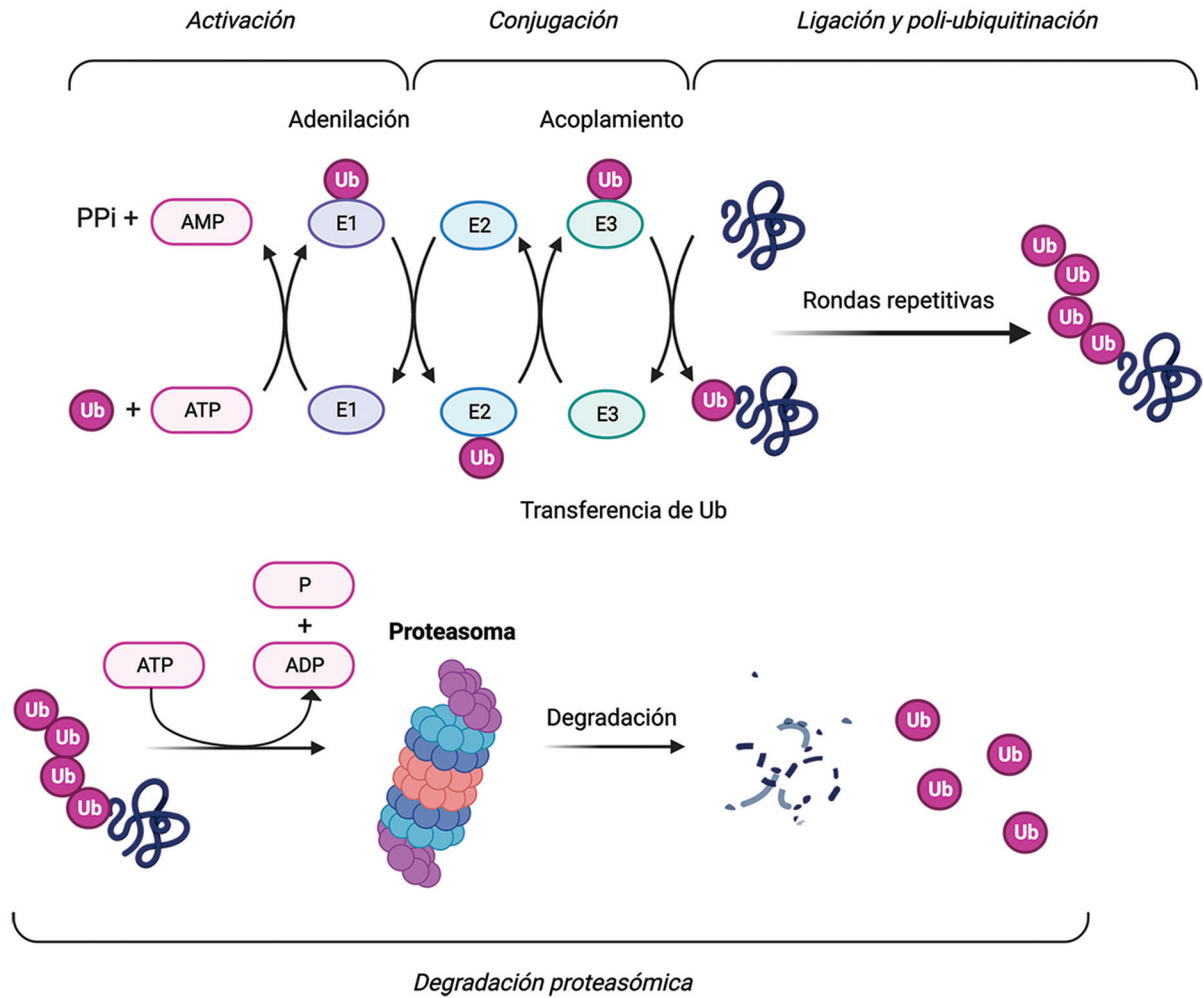 Activación
Conjugación
Ligación y poli-ubiquitinación
Adenilación
Acoplamiento
Ub
Ub
PPi +
AMP
E1
E2
E3
Rondas repetitivas
Ub
Ub
Ub
Ub
Ub
+
ATP
E1
E2
E3
Ub
Ub
Transferencia de Ub
P
+
ATP
ADP
Proteasoma
Degradación
Ub
Ub
Ub
Ub
Ub
Ub
Ub
Ub
Degradación proteasómica